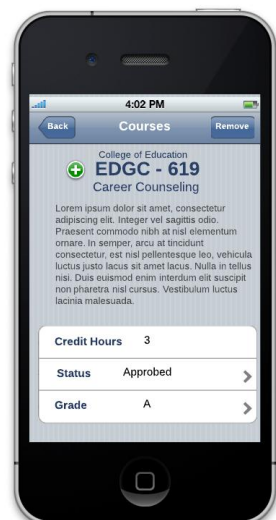 4:02 PM
Back
Courses
Remove
College of Education
EDGC - 619
Career Counseling
Lorem ipsum dolor sit amet, consectetur
adipiscing elit. Integer vel sagittis odio.
Praesent commodo nibh at nisl elementum
ornare. In semper, arcu at tincidunt
consectetur, est nisl pellentesque leo, vehicula
luctus justo lacus sit amet lacus. Nulla in tellus
nisi. Duis euismod enim interdum elit suscipit
non pharetra nisl cursus. Vestibulum luctus
lacinia malesuada.
Credit Hours 3
Status Approbed
Grade A